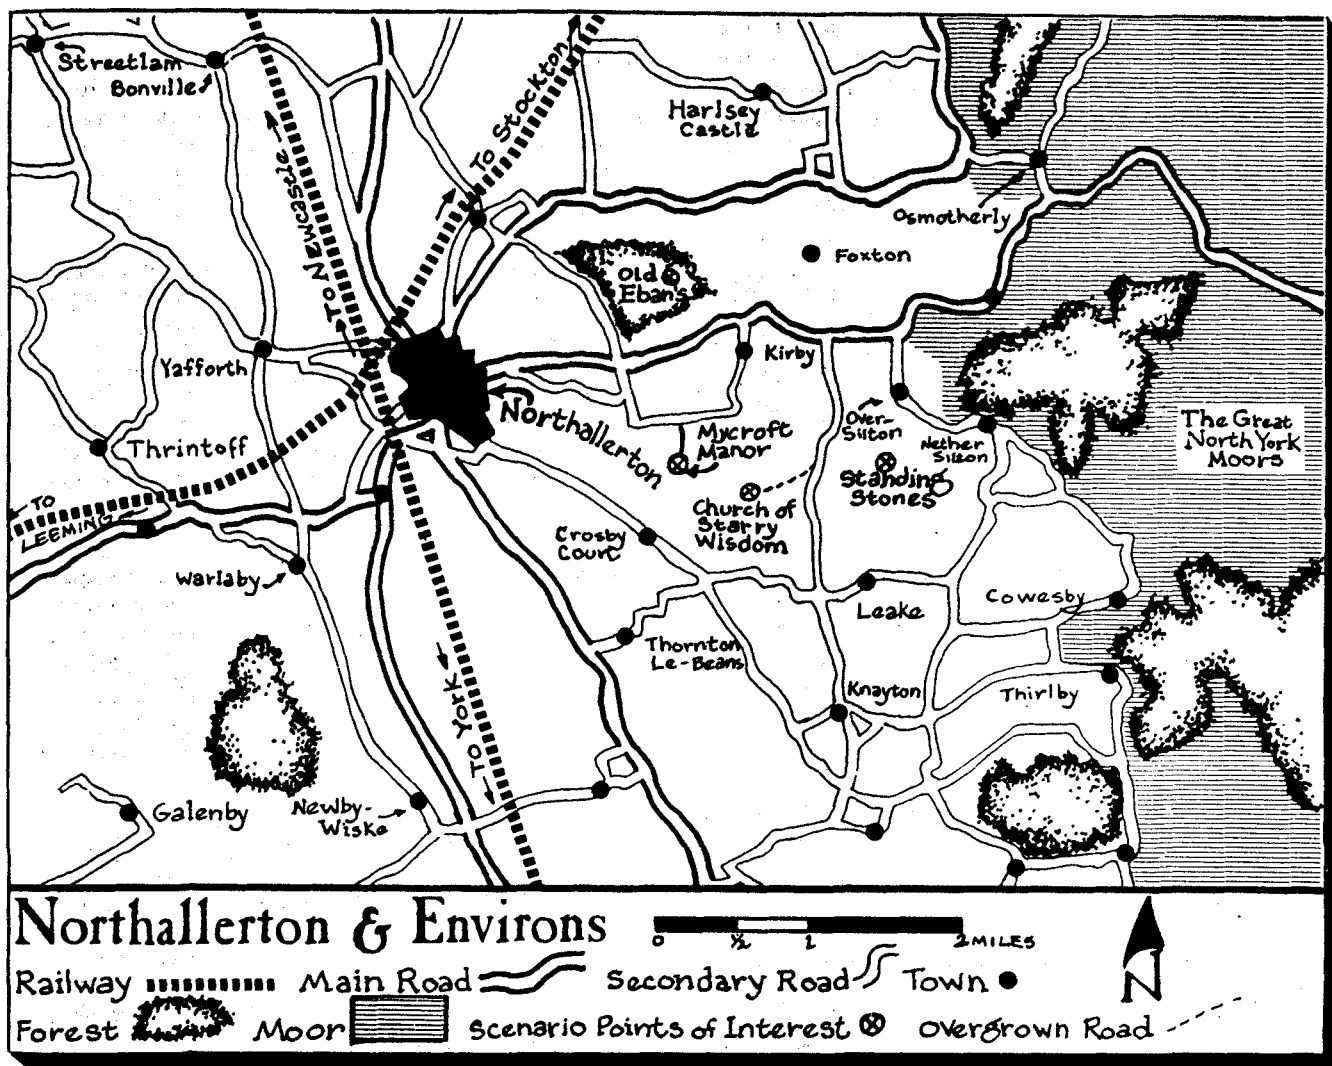 Streetlam
Bonville
To Newcastle
To Stockton
Harlsey
Castle
Osmotherly
Foxton
Old
Eban's
Yafforth
Kirby
Northallerton
Thrintoff
Mycroft
Manor
Over-
Silton
Nether
Silton
The Great
North York
Moors
Standing
Stones
To
Leeming
Church of
Starry
Wisdom
Crosby
Court
Warlaby
Leake
Cowesby
Thornton
Le-Beans
To York
Knayton
Thirlby
Galenby
Newby-
Wiske
Northallerton & Environs
0 ½ 1 2 Miles
Railway Main Road Secondary Road Town
N
Forest Moor Scenario Points of Interest Overgrown Road